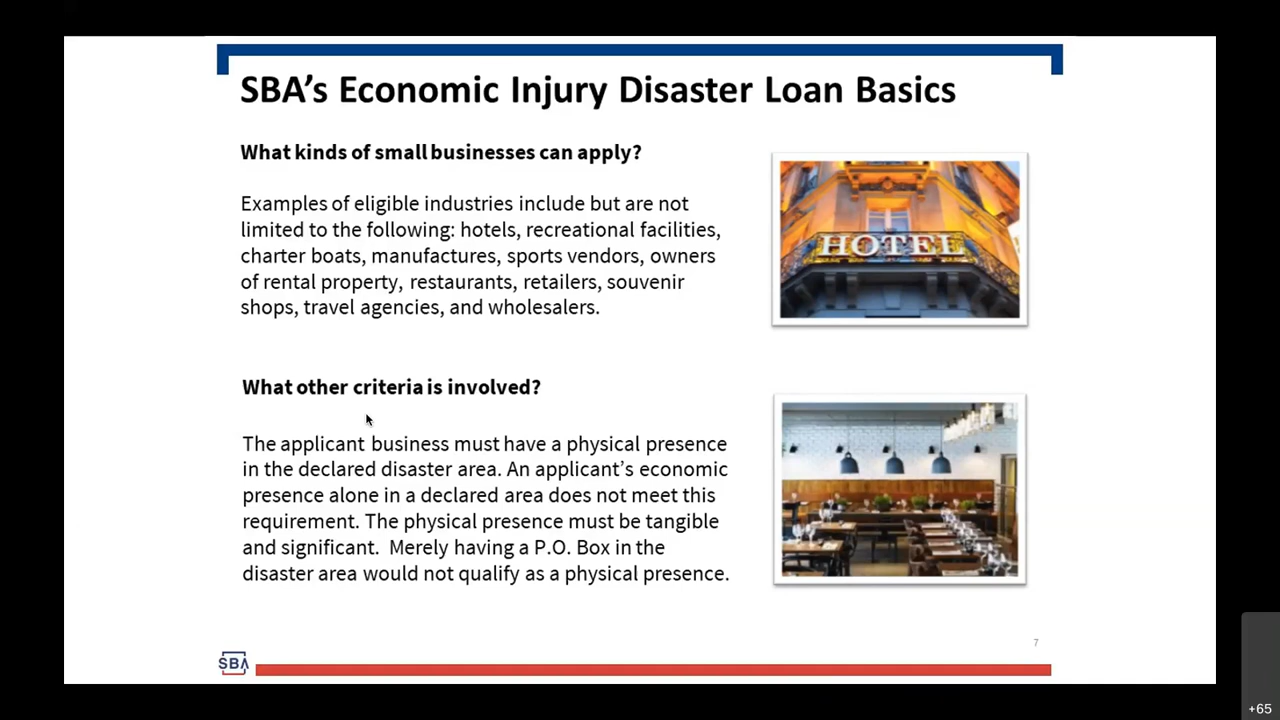 SBA’s Economic Injury Disaster Loan Basics
What kinds of small businesses can apply?
Examples of eligible industries include but are not
limited to the following: hotels, recreational facilities,
charter boats, manufactures, sports vendors, owners
of rental property, restaurants, retailers, souvenir
shops, travel agencies, and wholesalers.
HOTEL
What other criteria is involved?
The applicant business must have a physical presence
in the declared disaster area. An applicant’s economic
presence alone in a declared area does not meet this
requirement. The physical presence must be tangible
and significant.  Merely having a P.O. Box in the
disaster area would not qualify as a physical presence.
7
SBA
+65